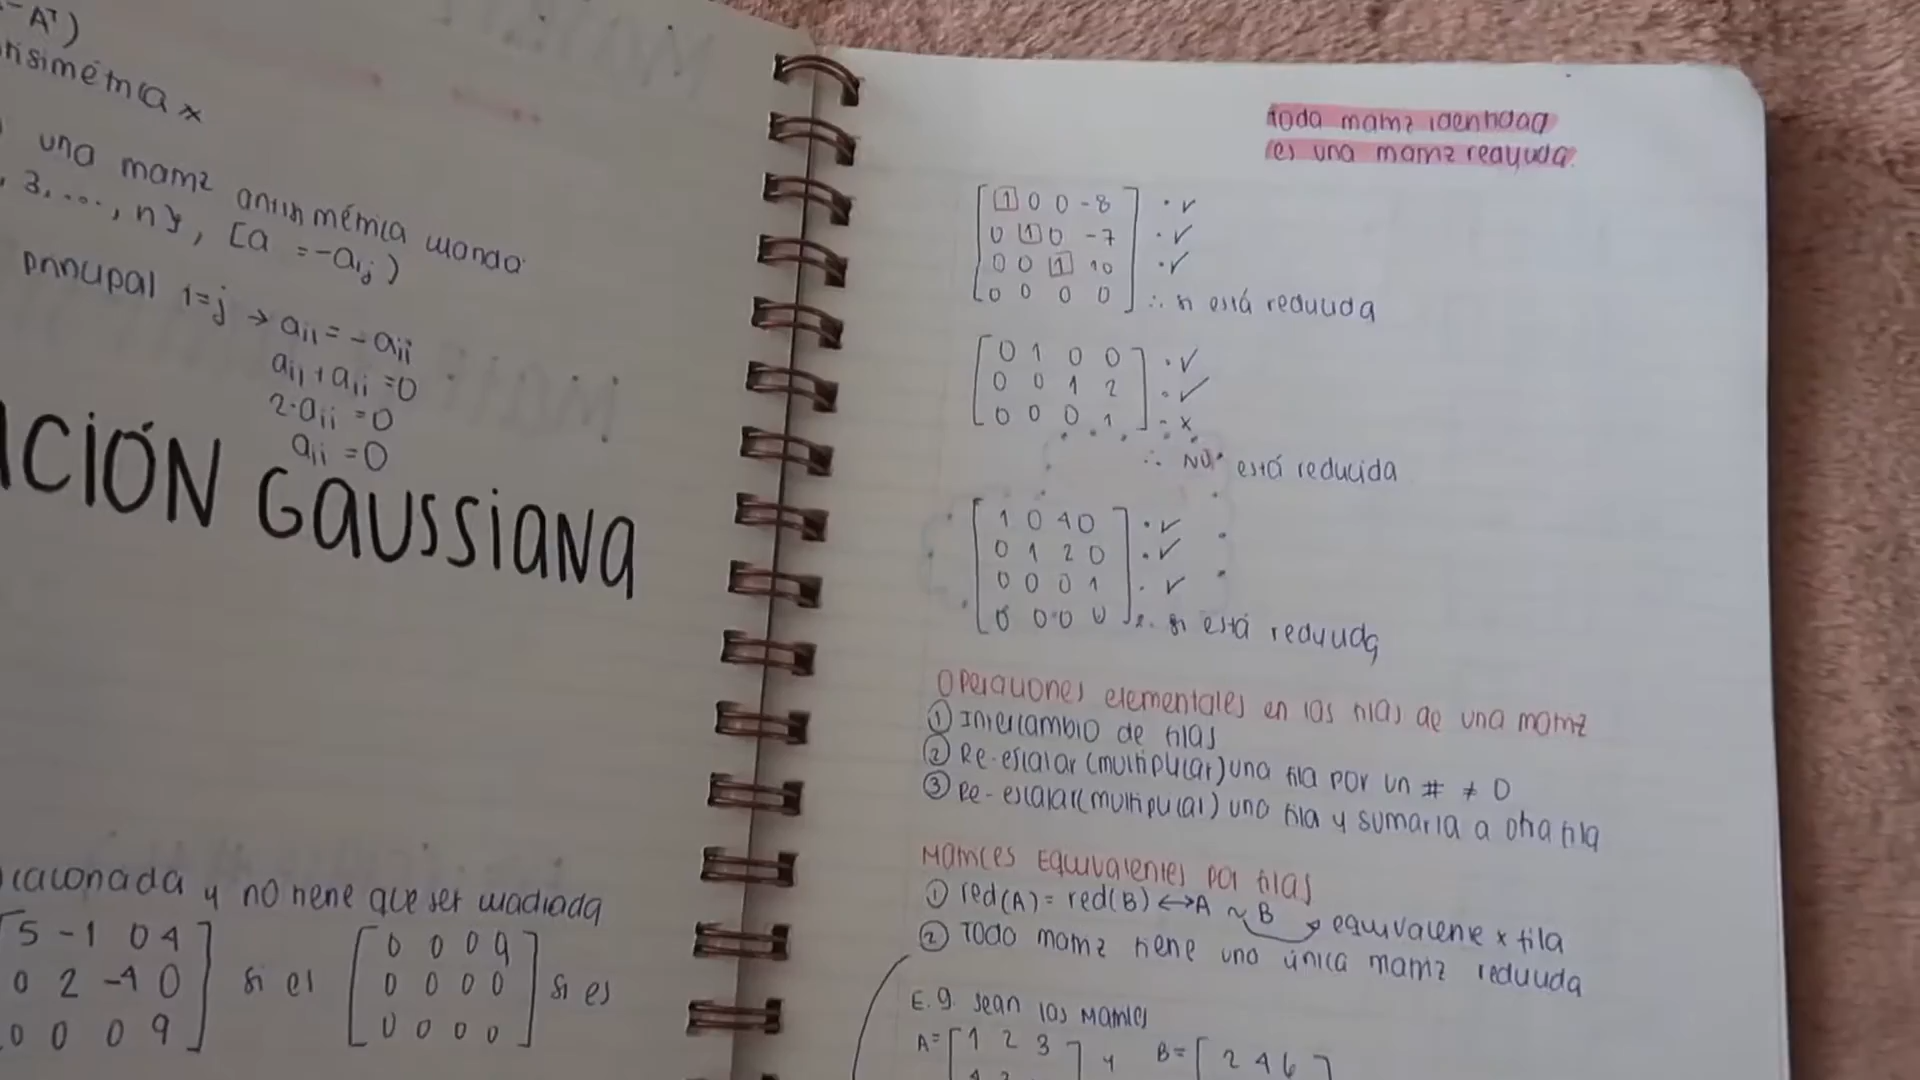 -Aᵀ)
una matriz antisimétrica cuando
, 3, ..., n}, [a = -aᵢⱼ)
principal i=j → aᵢᵢ = -aᵢᵢ
aᵢᵢ + aᵢᵢ = 0
2·aᵢᵢ = 0
aᵢᵢ = 0
CIÓN GAUSSIANA
y no tiene que ser cuadrada
5 -1 0 4
0 2 -1 0
0 0 0 9
si es
0 0 0 9
0 0 0 0
0 0 0 0
si es
toda matriz identidad
es una matriz reducida.
1 0 0 -8 · ✓
0 1 0 -7 · ✓
0 0 1 10 · ✓
0 0 0 0 ∴ si está reducida
0 1 0 0 · ✓
0 0 1 2 · ✓
0 0 0 1 - x
∴ NO está reducida
1 0 4 0 · ✓
0 1 2 0 · ✓
0 0 0 1 · ✓
0 0 0 0 ∴ si está reducida
Operaciones elementales en las filas de una matriz
① Intercambio de filas
② Re-escalar (multiplicar) una fila por un # ≠ 0
③ Re-escalar (multiplicar) una fila y sumarla a otra fila
Matrices Equivalentes por filas
① red(A) = red(B) ↔ A ~ B → equivalente x fila
② Toda matriz tiene una única matriz reducida
E.g. sean las matrices
A = [1 2 3] y B = [2 4 6]